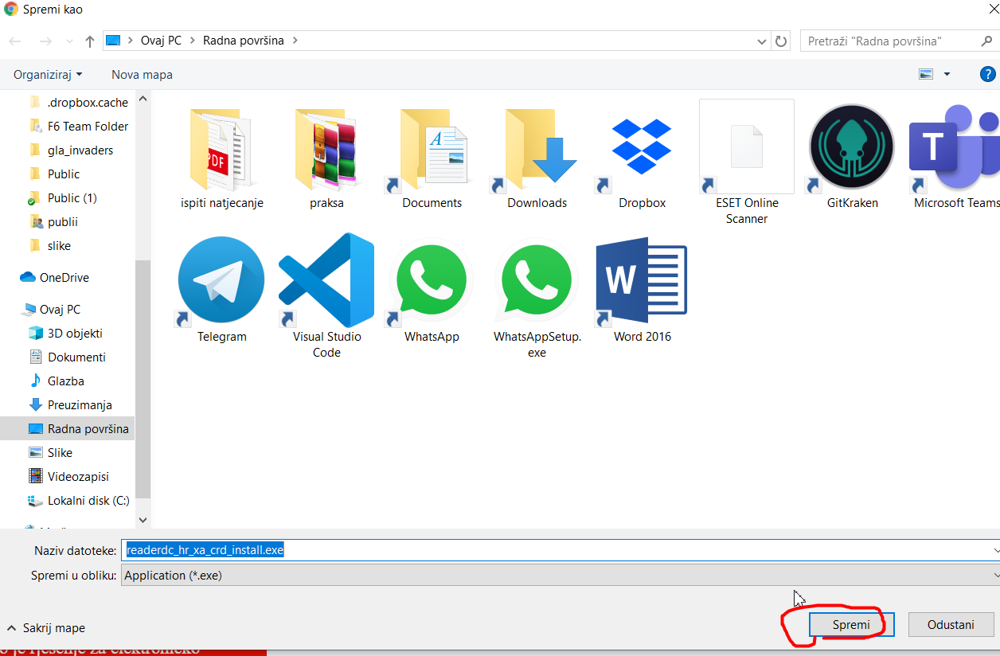 Spremi kao
Ovaj PC
Radna površina
Pretraži "Radna površina"
Organiziraj
Nova mapa
?
.dropbox.cache
F6 Team Folder
gla_invaders
Public
Public (1)
publii
slike
OneDrive
Ovaj PC
3D objekti
Dokumenti
Glazba
Preuzimanja
Radna površina
Slike
Videozapisi
Lokalni disk (C:)
PDF
A
T
ispiti natjecanje
praksa
Documents
Downloads
Dropbox
ESET Online
Scanner
GitKraken
Microsoft Teams
W
Telegram
Visual Studio
Code
WhatsApp
WhatsAppSetup.
exe
Word 2016
Naziv datoteke: readerdc_hr_xa_crd_install.exe
Spremi u obliku: Application (*.exe)
Sakrij mape
Spremi
Odustani
je rješenje za elektroničko